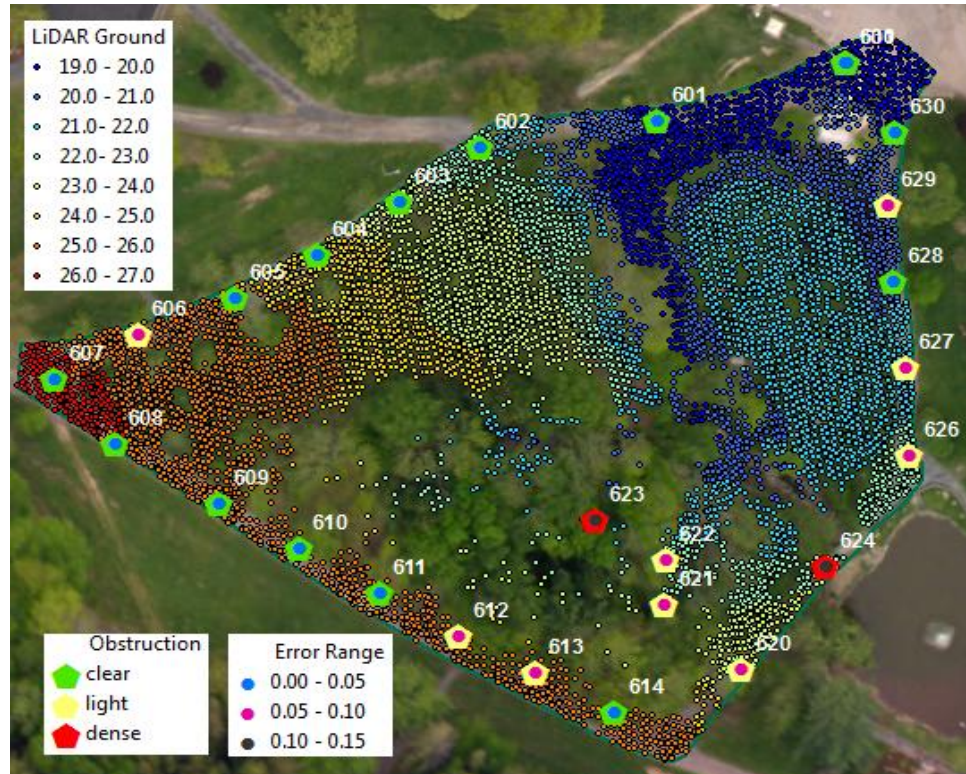 LiDAR Ground
19.0 - 20.0
20.0 - 21.0
21.0 - 22.0
22.0 - 23.0
23.0 - 24.0
24.0 - 25.0
25.0 - 26.0
26.0 - 27.0
630
601
602
629
603
604
628
605
606
627
607
608
626
609
623
610
622
624
611
621
612
620
613
614
Obstruction
clear
light
dense
Error Range
0.00 - 0.05
0.05 - 0.10
0.10 - 0.15